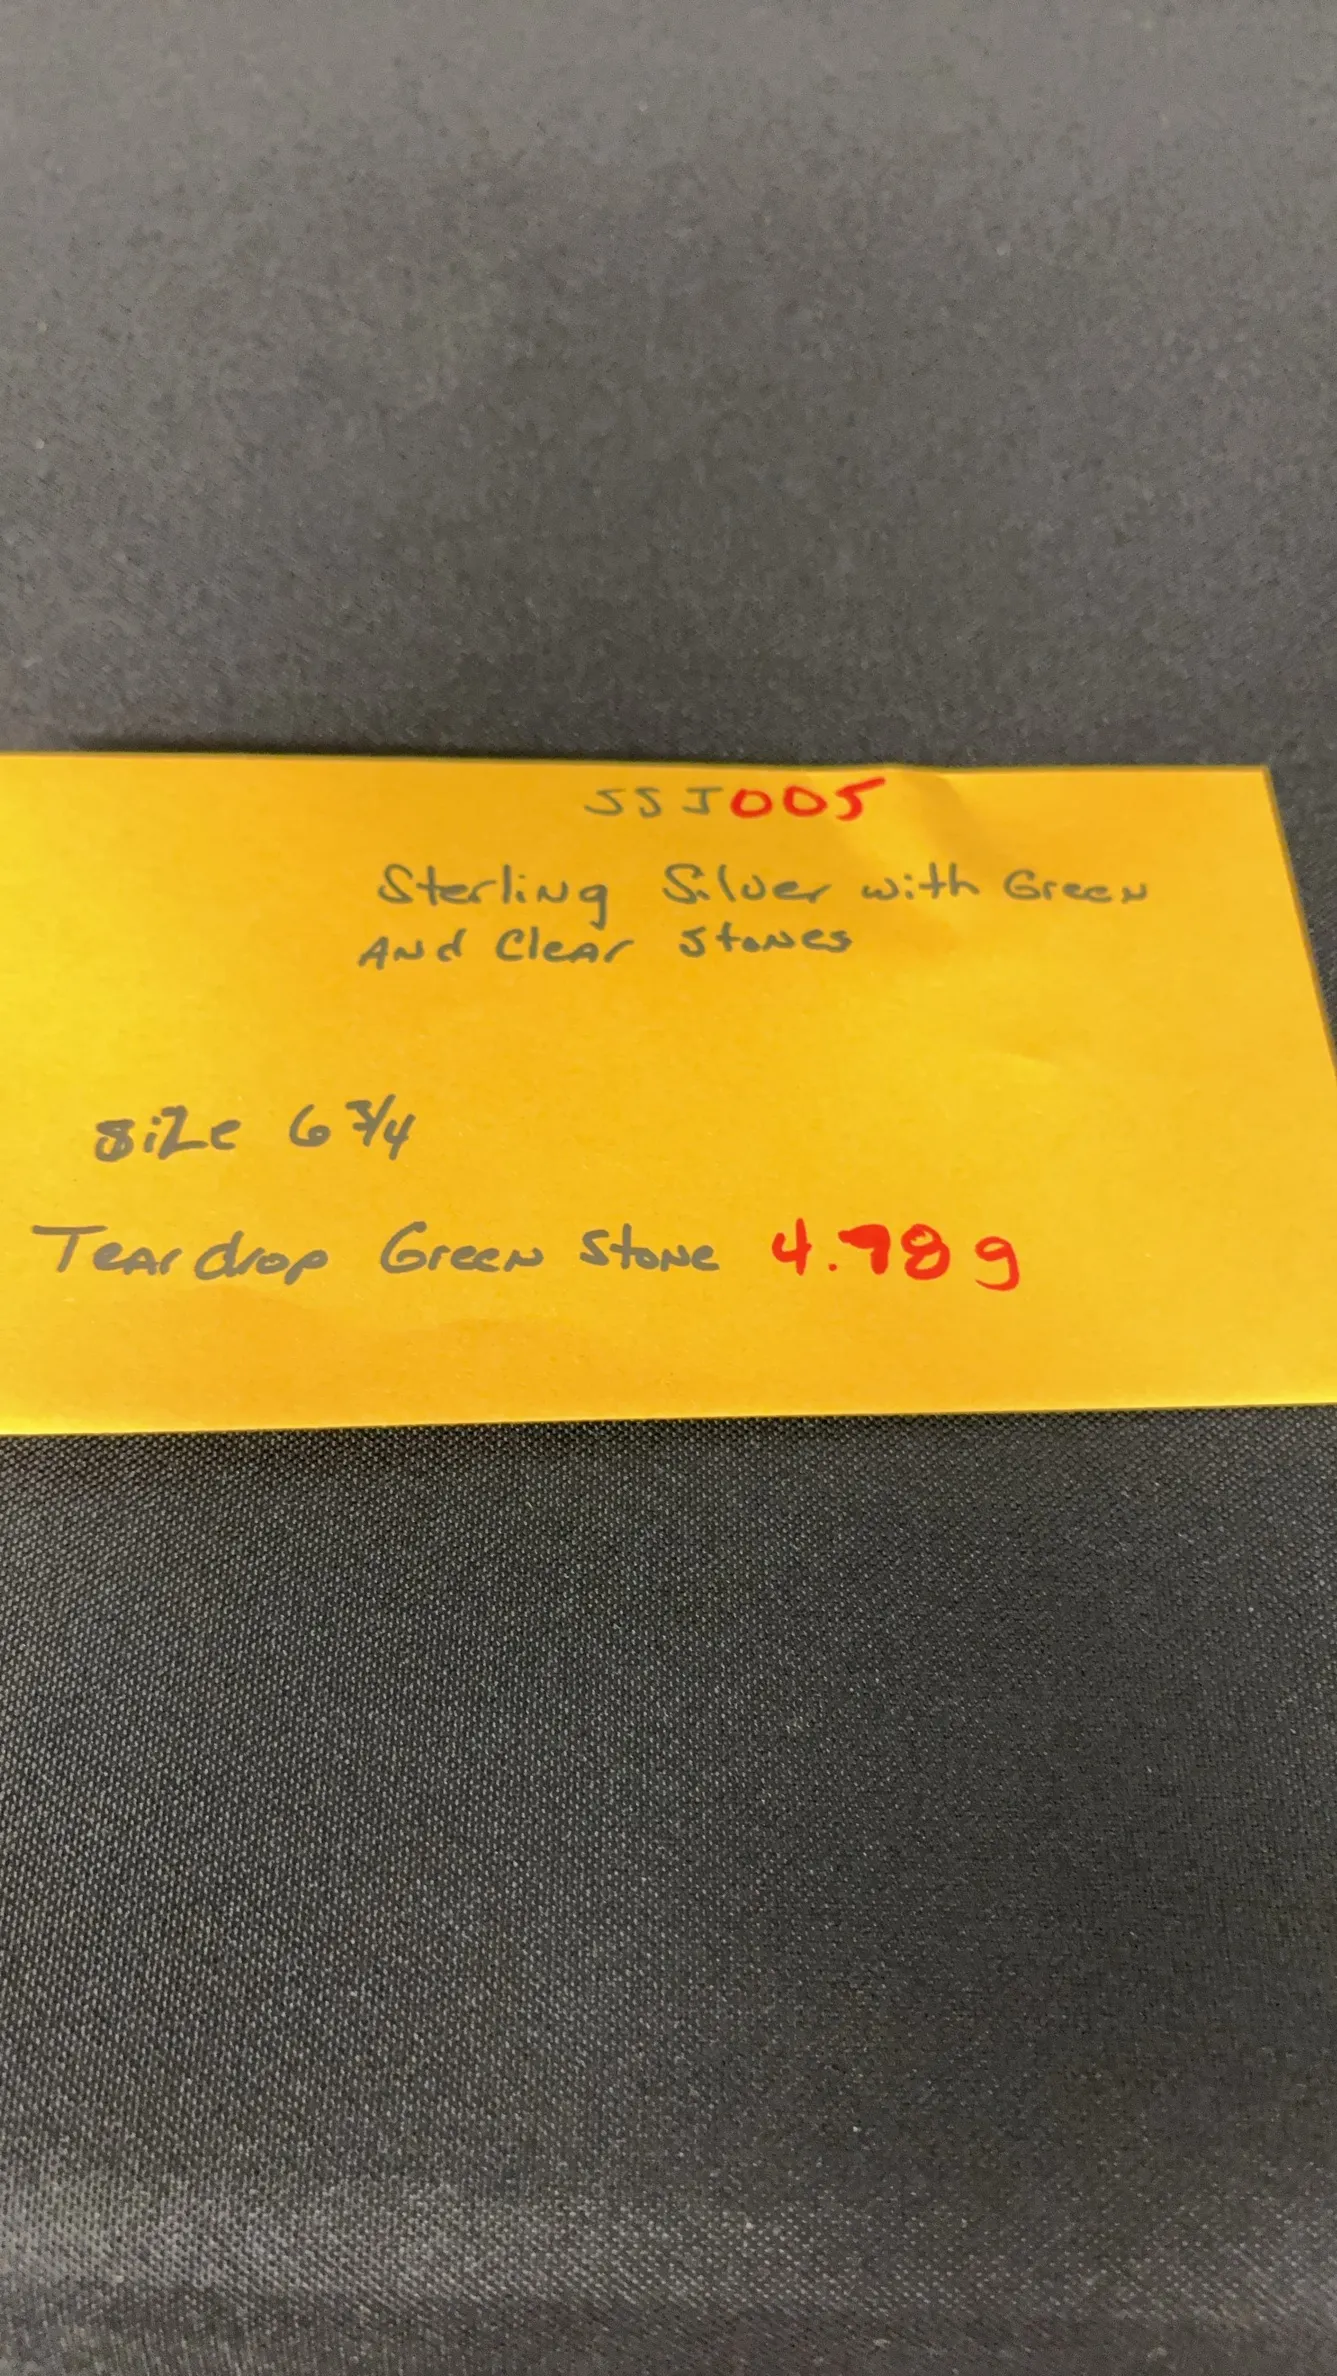 SSJ005
Sterling Silver with Green
And Clear Stones
Size 6 3/4
Teardrop Green Stone 4.78g